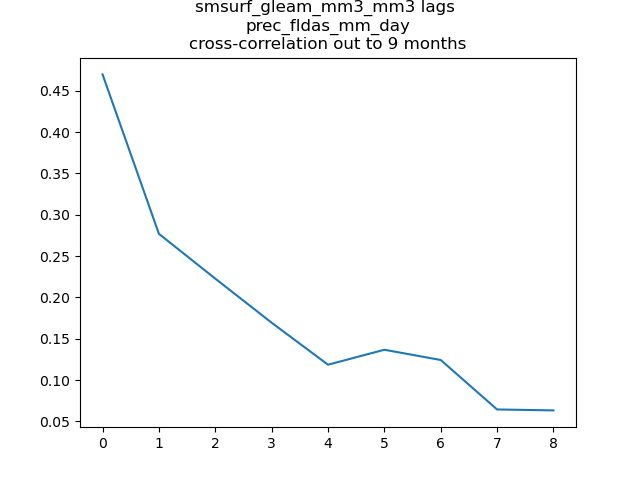 smsurf_gleam_mm3_mm3 lags
prec_fldas_mm_day
cross-correlation out to 9 months
0.45
0.40
0.35
0.30
0.25
0.20
0.15
0.10
0.05
0 1 2 3 4 5 6 7 8